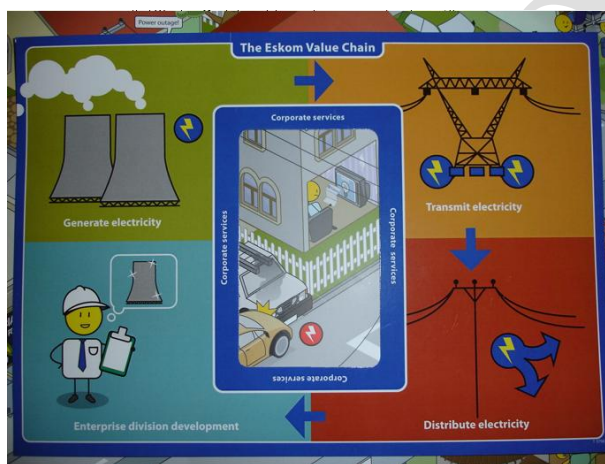 Power outage!
The Eskom Value Chain
Corporate services
Generate electricity
Transmit electricity
Corporate services
Corporate services
Corporate services
Enterprise division development
Distribute electricity